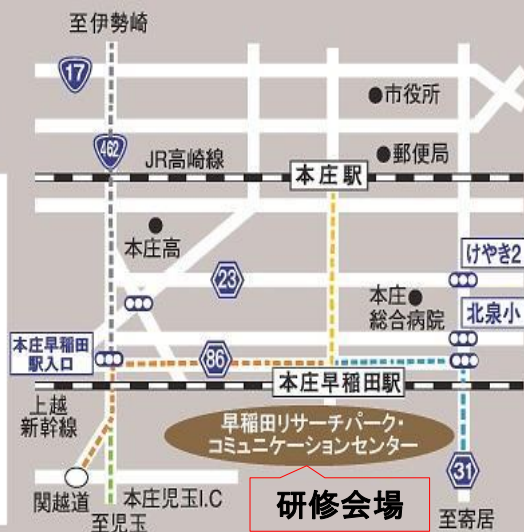 至伊勢崎
17
●市役所
462
JR高崎線
●郵便局
本庄駅
本庄高
けやき2
23
本庄●
総合病院
北泉小
本庄早稲田
駅入口
86
本庄早稲田駅
上越
新幹線
早稲田リサーチパーク・
コミュニケーションセンター
31
関越道
本庄児玉I.C
研修会場
至児玉
至寄居